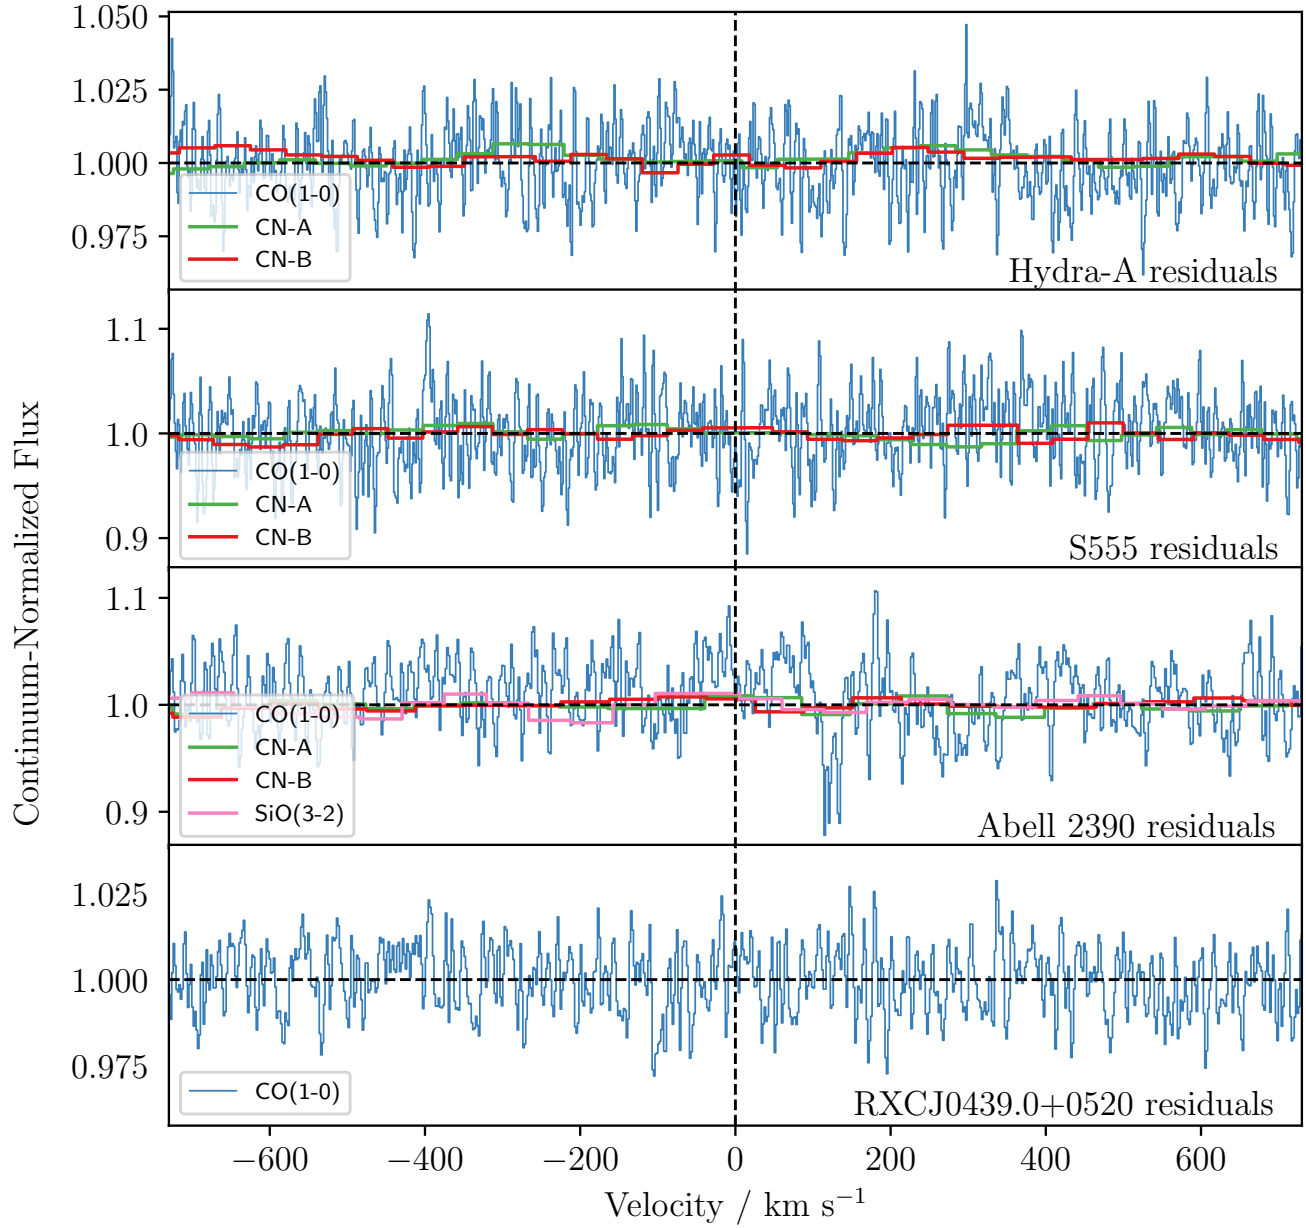 Continuum-Normalized Flux
1.050
1.025
1.000
0.975
CO(1-0)
CN-A
CN-B
Hydra-A residuals
1.1
1.0
0.9
CO(1-0)
CN-A
CN-B
S555 residuals
1.1
1.0
0.9
CO(1-0)
CN-A
CN-B
SiO(3-2)
Abell 2390 residuals
1.025
1.000
0.975
CO(1-0)
RXCJ0439.0+0520 residuals
−600 −400 −200 0 200 400 600
Velocity / km s⁻¹